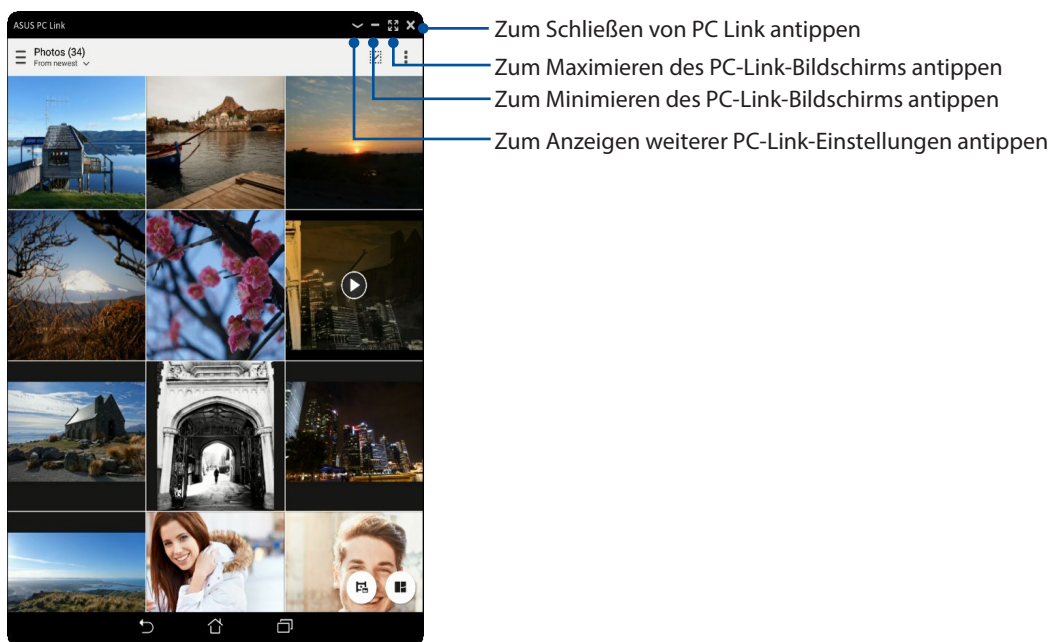 ASUS PC Link
Photos (34)
From newest
Zum Schließen von PC Link antippen
Zum Maximieren des PC-Link-Bildschirms antippen
Zum Minimieren des PC-Link-Bildschirms antippen
Zum Anzeigen weiterer PC-Link-Einstellungen antippen